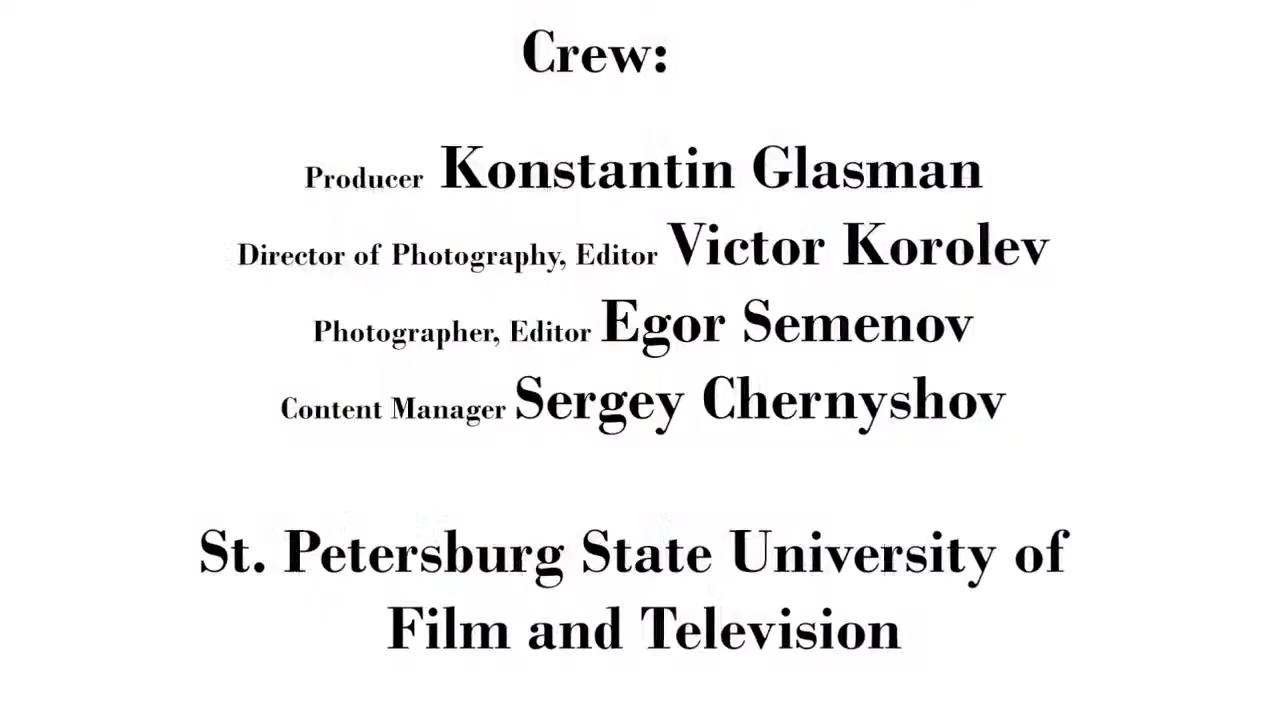 Crew:
Producer Konstantin Glasman
Director of Photography, Editor Victor Korolev
Photographer, Editor Egor Semenov
Content Manager Sergey Chernyshov
St. Petersburg State University of
Film and Television